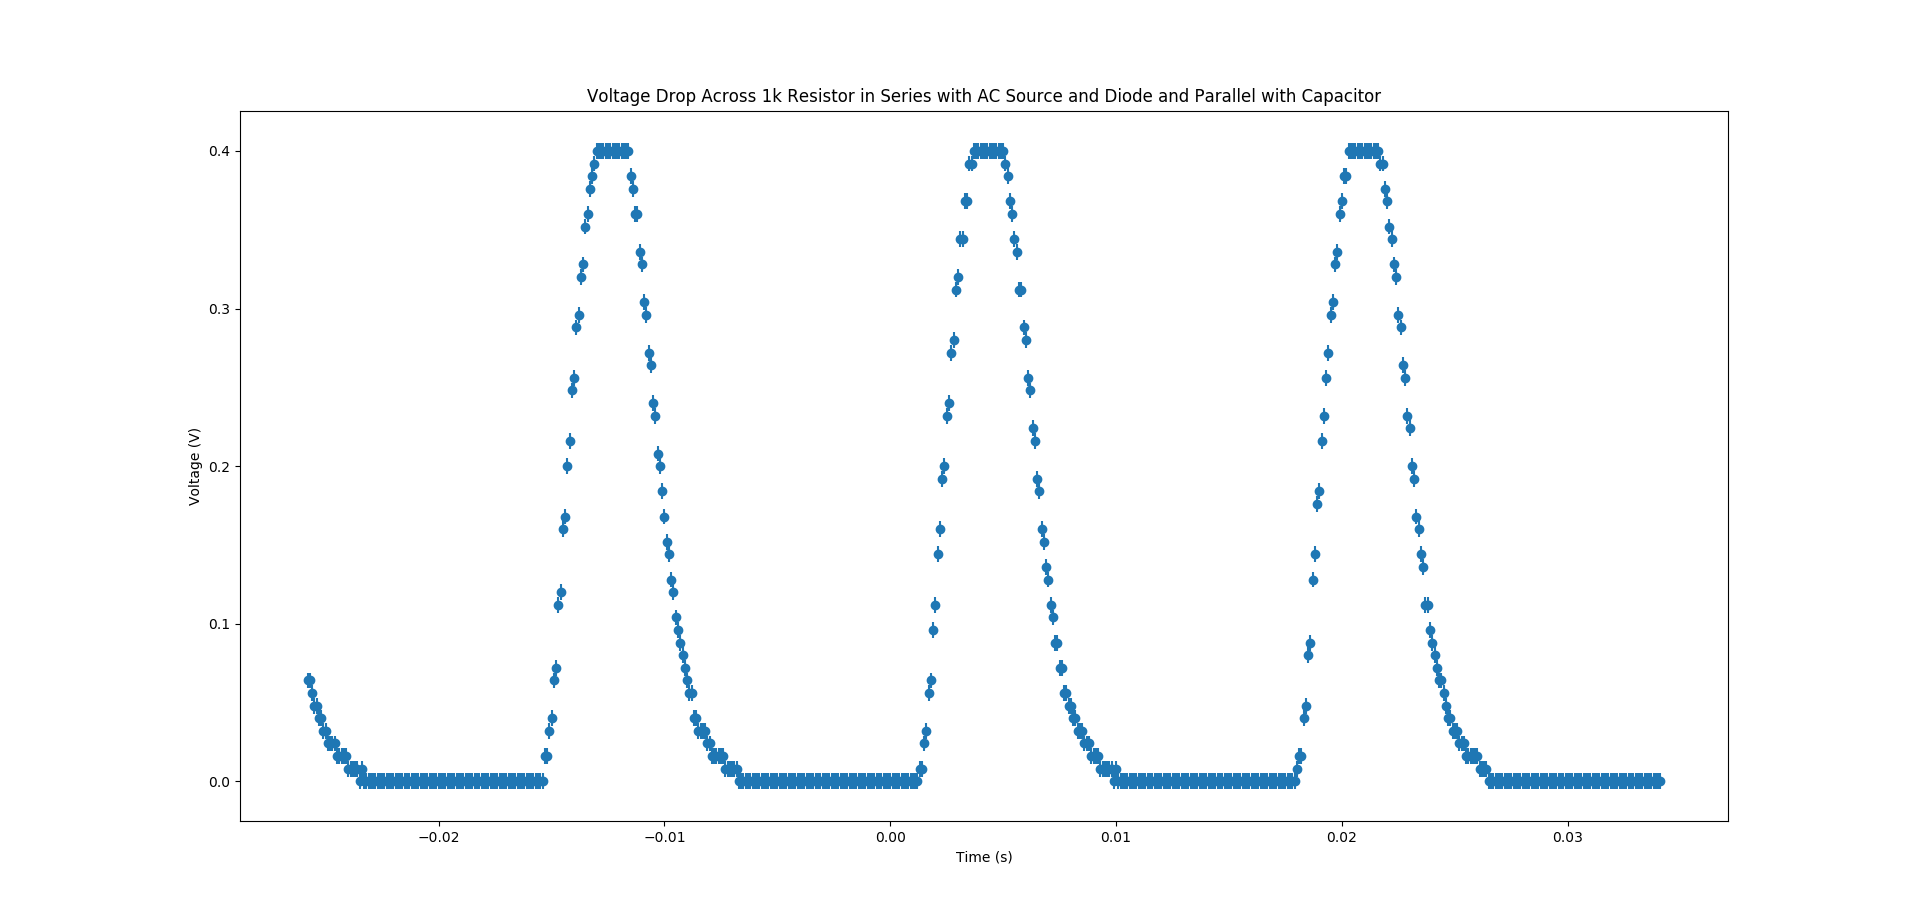 Voltage Drop Across 1k Resistor in Series with AC Source and Diode and Parallel with Capacitor
0.4
0.3
Voltage (V)
0.2
0.1
0.0
−0.02 −0.01 0.00 0.01 0.02 0.03
Time (s)